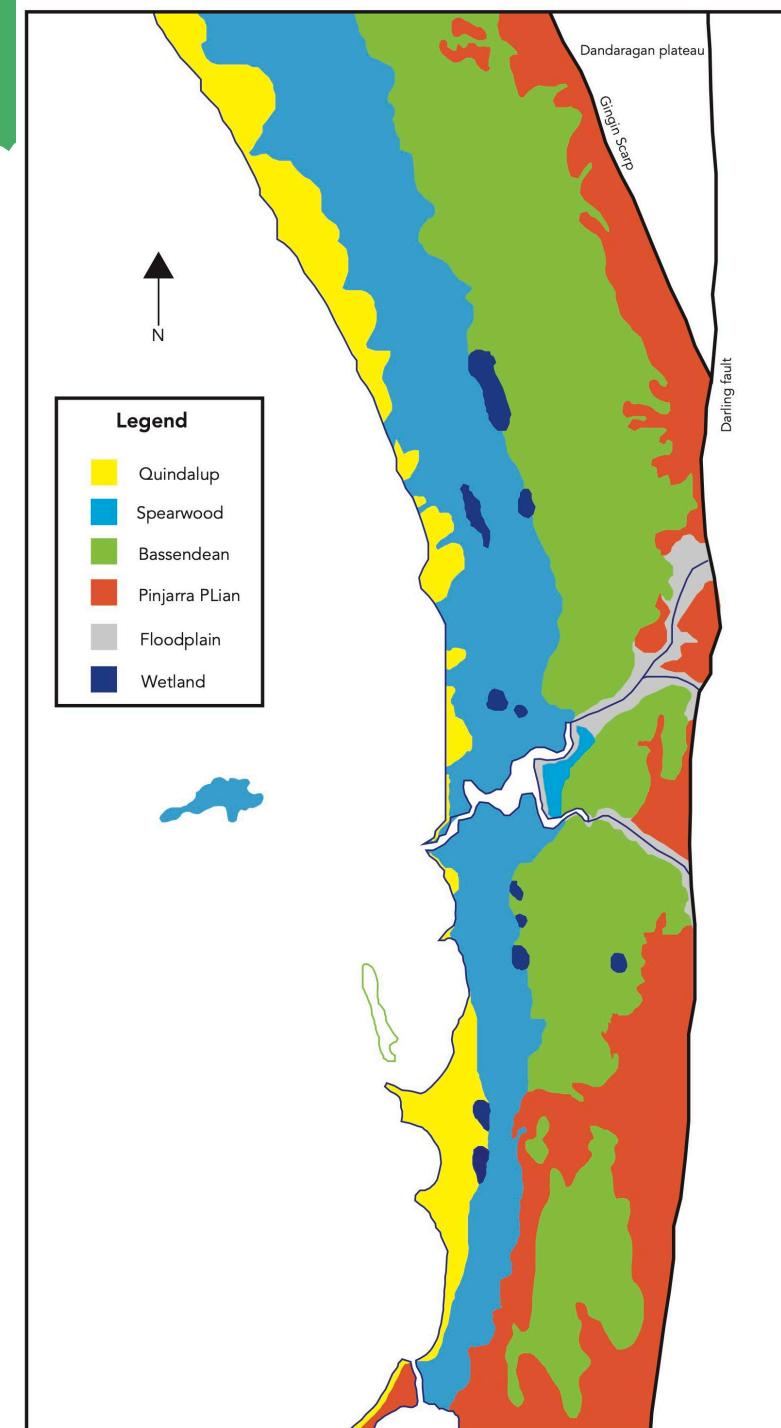 Dandaragan plateau
Gingin Scarp
N
Darling fault
Legend
Quindalup
Spearwood
Bassendean
Pinjarra PLian
Floodplain
Wetland